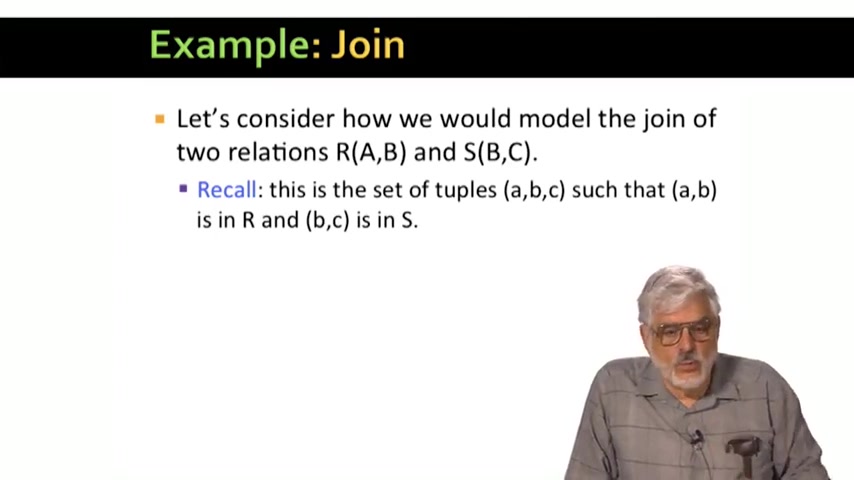 Example: Join
Let's consider how we would model the join of
two relations R(A,B) and S(B,C).
Recall: this is the set of tuples (a,b,c) such that (a,b)
is in R and (b,c) is in S.